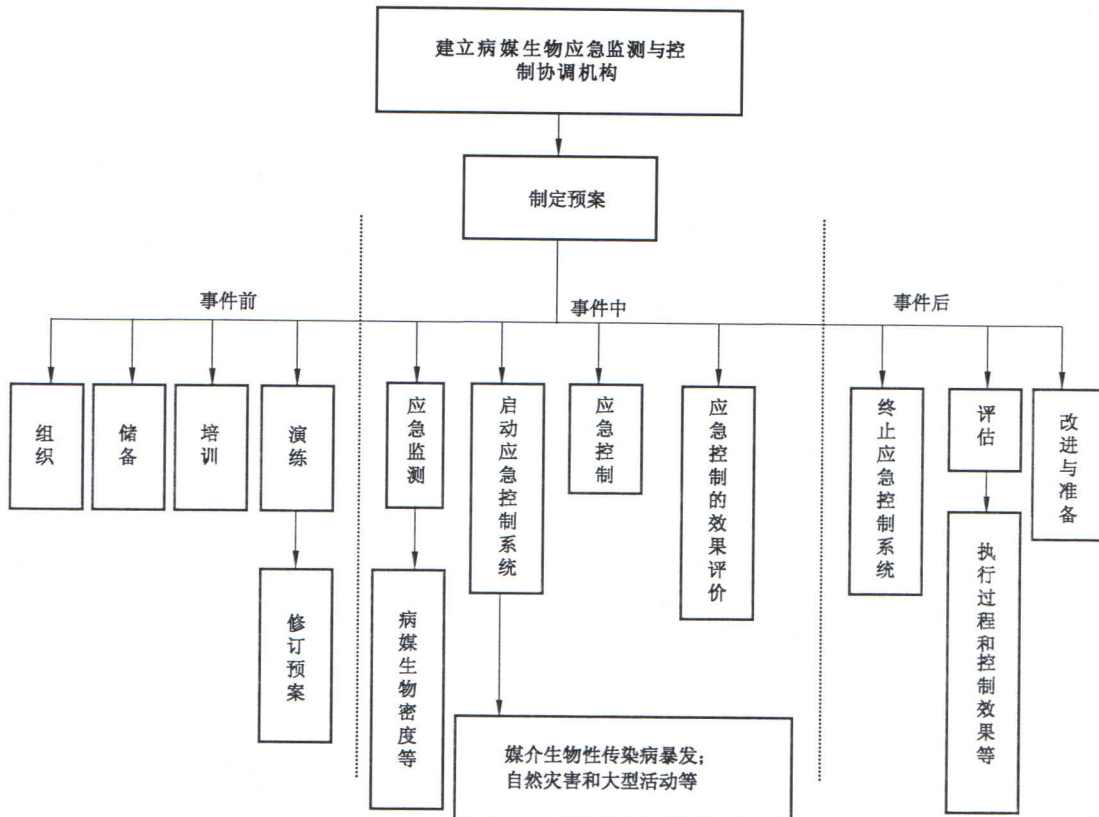 建立病媒生物应急监测与控
制协调机构
制定预案
事件前
事件中
事件后
组织
储备
培训
演练
应急监测
启动应急控制系统
应急控制
应急控制的效果评价
终止应急控制系统
评估
改进与准备
修订预案
病媒生物密度等
执行过程和控制效果等
媒介生物性传染病暴发;
自然灾害和大型活动等